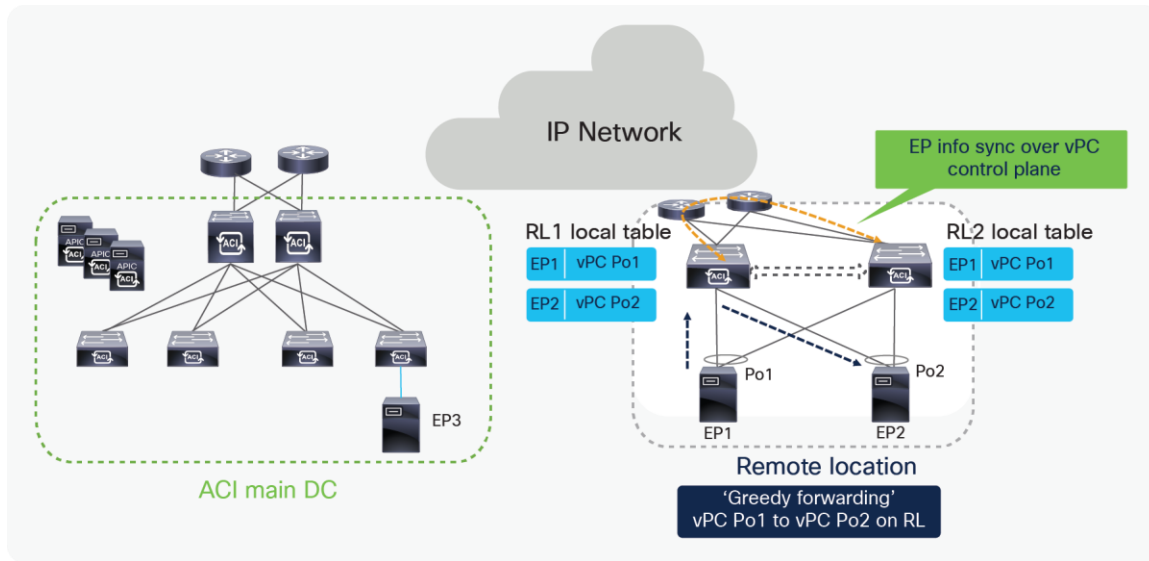 IP Network
EP info sync over vPC
control plane
RL1 local table
EP1 vPC Po1
EP2 vPC Po2
RL2 local table
EP1 vPC Po1
EP2 vPC Po2
APIC
APIC
APIC
ACI
ACI
ACI
ACI
ACI
ACI
ACI
ACI
ACI
ACI
ACI
Po1
Po2
EP3
EP1
EP2
ACI main DC
Remote location
'Greedy forwarding'
vPC Po1 to vPC Po2 on RL